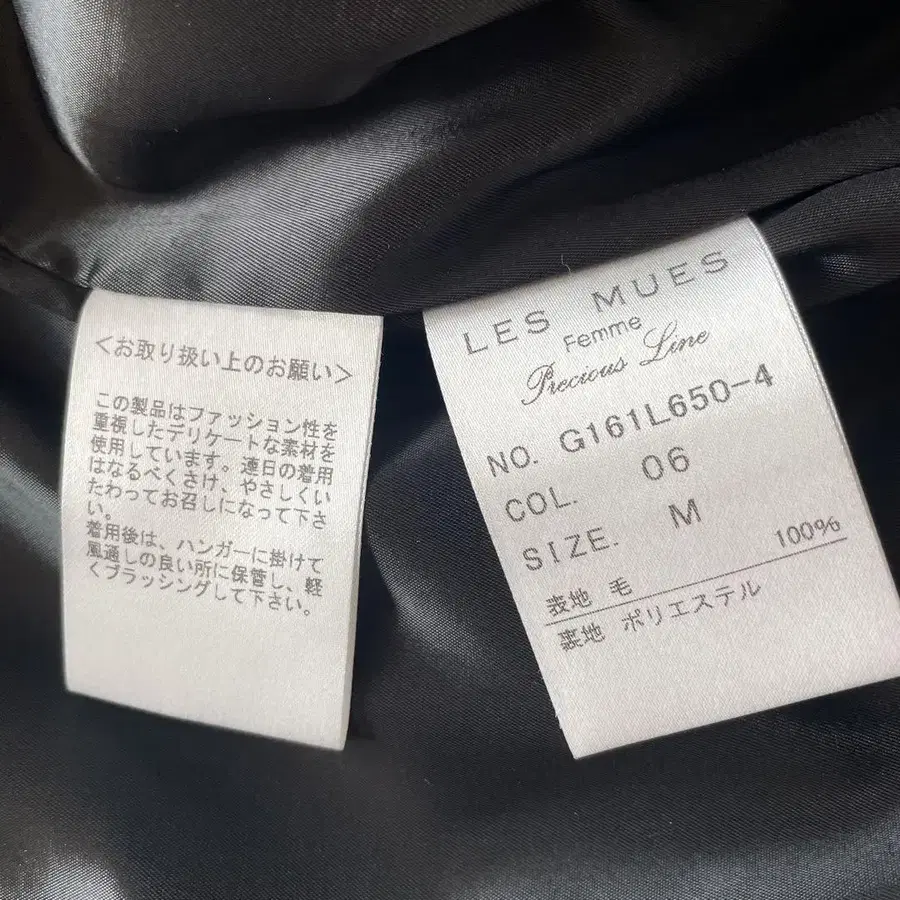 <お取り扱い上のお願い>
この製品はファッション性を
重視したデリケートな素材を
使用しています。連日の着用
はなるべくさけ、やさしくい
たわってお召しになって下さ
い。
着用後は、ハンガーに掛けて
風通しの良い所に保管し、軽
くブラッシングして下さい。
LES MUES
Femme
Precious Line
NO. G161L650-4
COL. 06
SIZE. M
表地 毛 100%
裏地 ポリエステル